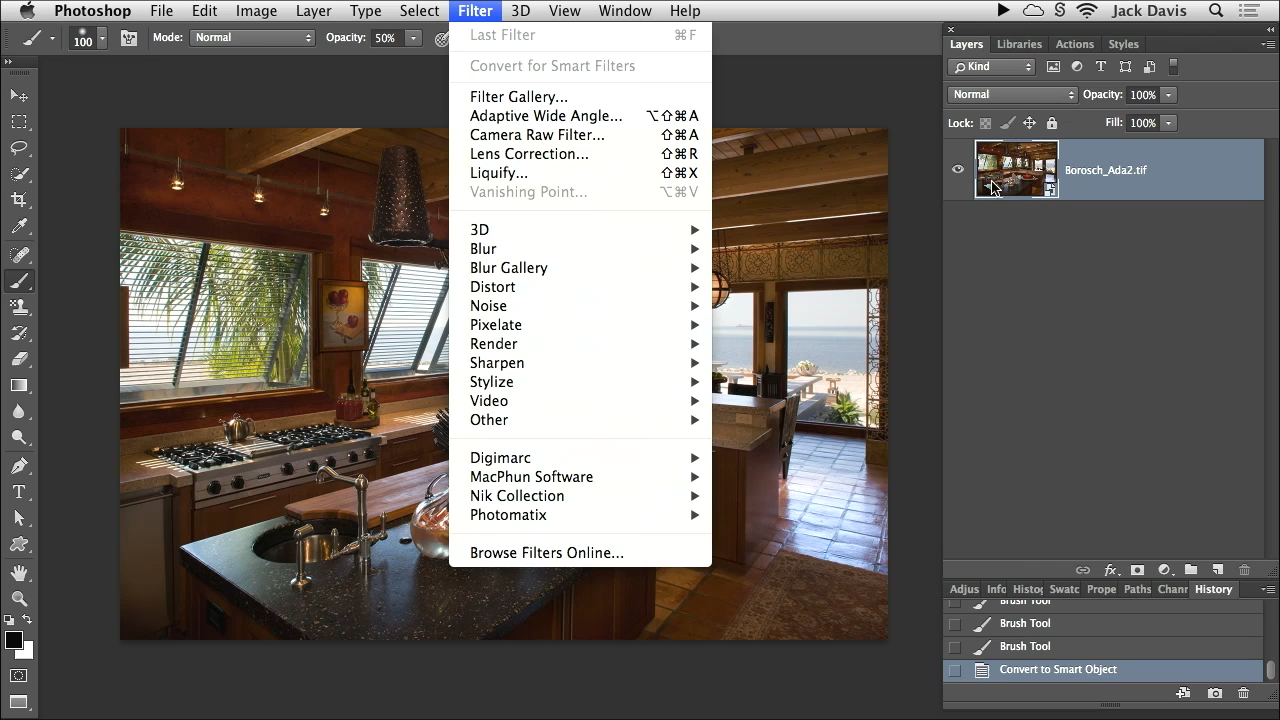 Photoshop File Edit Image Layer Type Select Filter 3D View Window Help Jack Davis
100 Mode: Normal Opacity: 50%
Last Filter ⌘F
Convert for Smart Filters
Filter Gallery...
Adaptive Wide Angle... ⌥⇧⌘A
Camera Raw Filter... ⇧⌘A
Lens Correction... ⇧⌘R
Liquify... ⇧⌘X
Vanishing Point... ⌥⌘V
3D
Blur
Blur Gallery
Distort
Noise
Pixelate
Render
Sharpen
Stylize
Video
Other
Digimarc
MacPhun Software
Nik Collection
Photomatix
Browse Filters Online...
Layers Libraries Actions Styles
Kind
Normal Opacity: 100%
Lock: Fill: 100%
Borosch_Ada2.tif
fx
Adjus Info Histog Swatc Prope Paths Chann History
Brush Tool
Brush Tool
Brush Tool
Convert to Smart Object